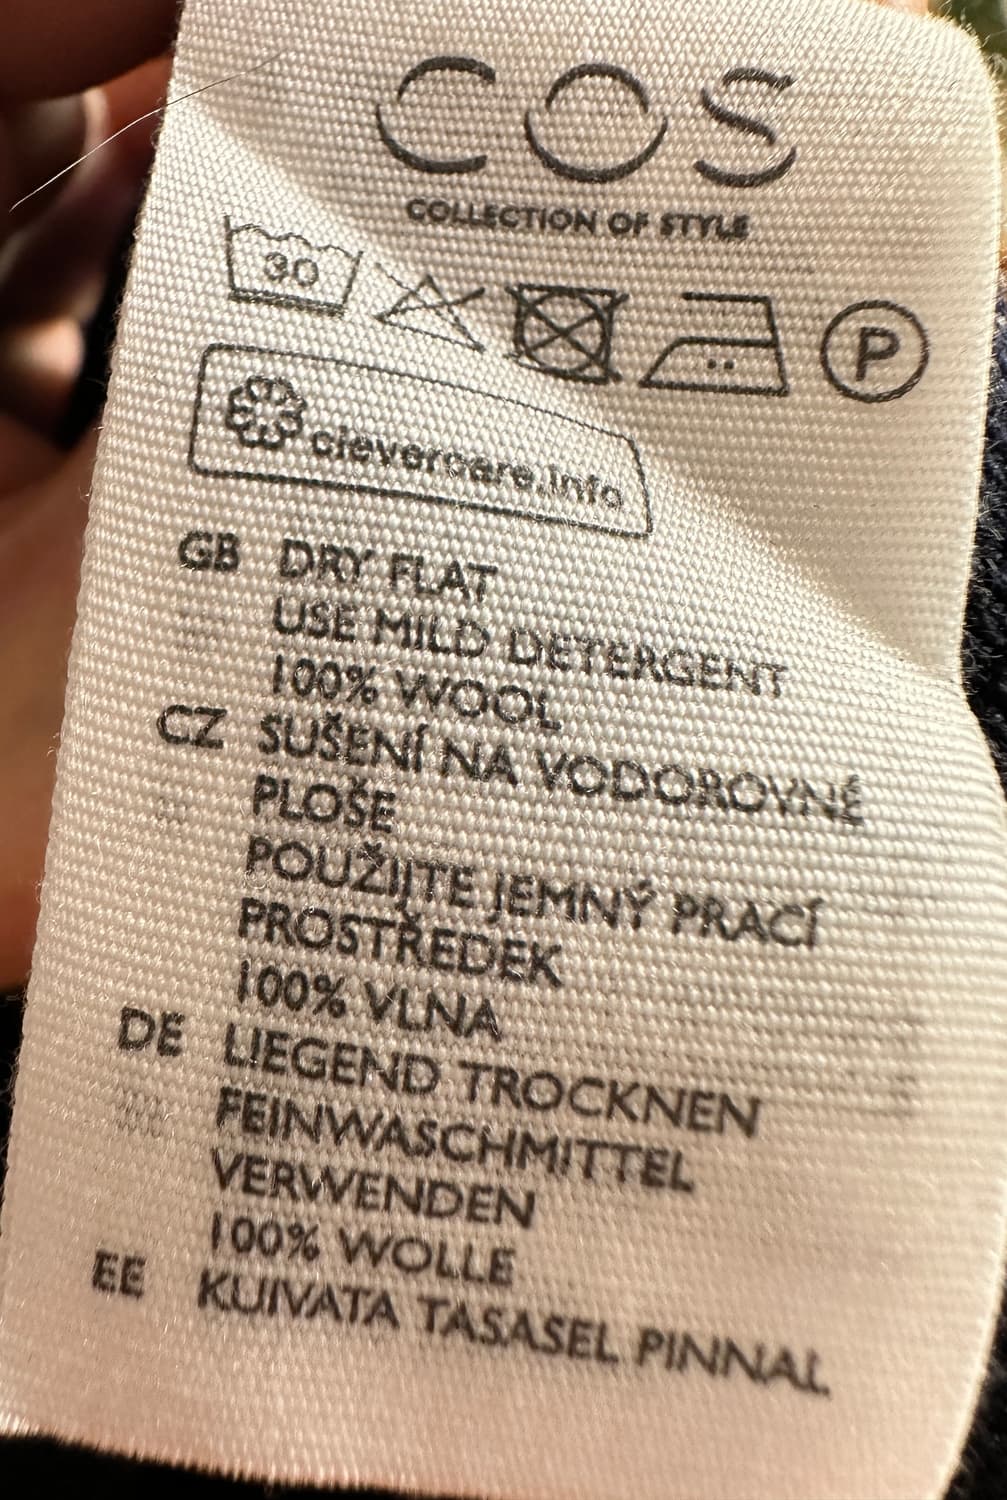 COS
COLLECTION OF STYLE
30
P
clevercare.info
GB DRY FLAT
USE MILD DETERGENT
100% WOOL
CZ SUŠENÍ NA VODOROVNÉ
PLOŠE
POUŽIJTE JEMNÝ PRACÍ
PROSTŘEDEK
100% VLNA
DE LIEGEND TROCKNEN
FEINWASCHMITTEL
VERWENDEN
100% WOLLE
EE KUIVATA TASASEL PINNAL